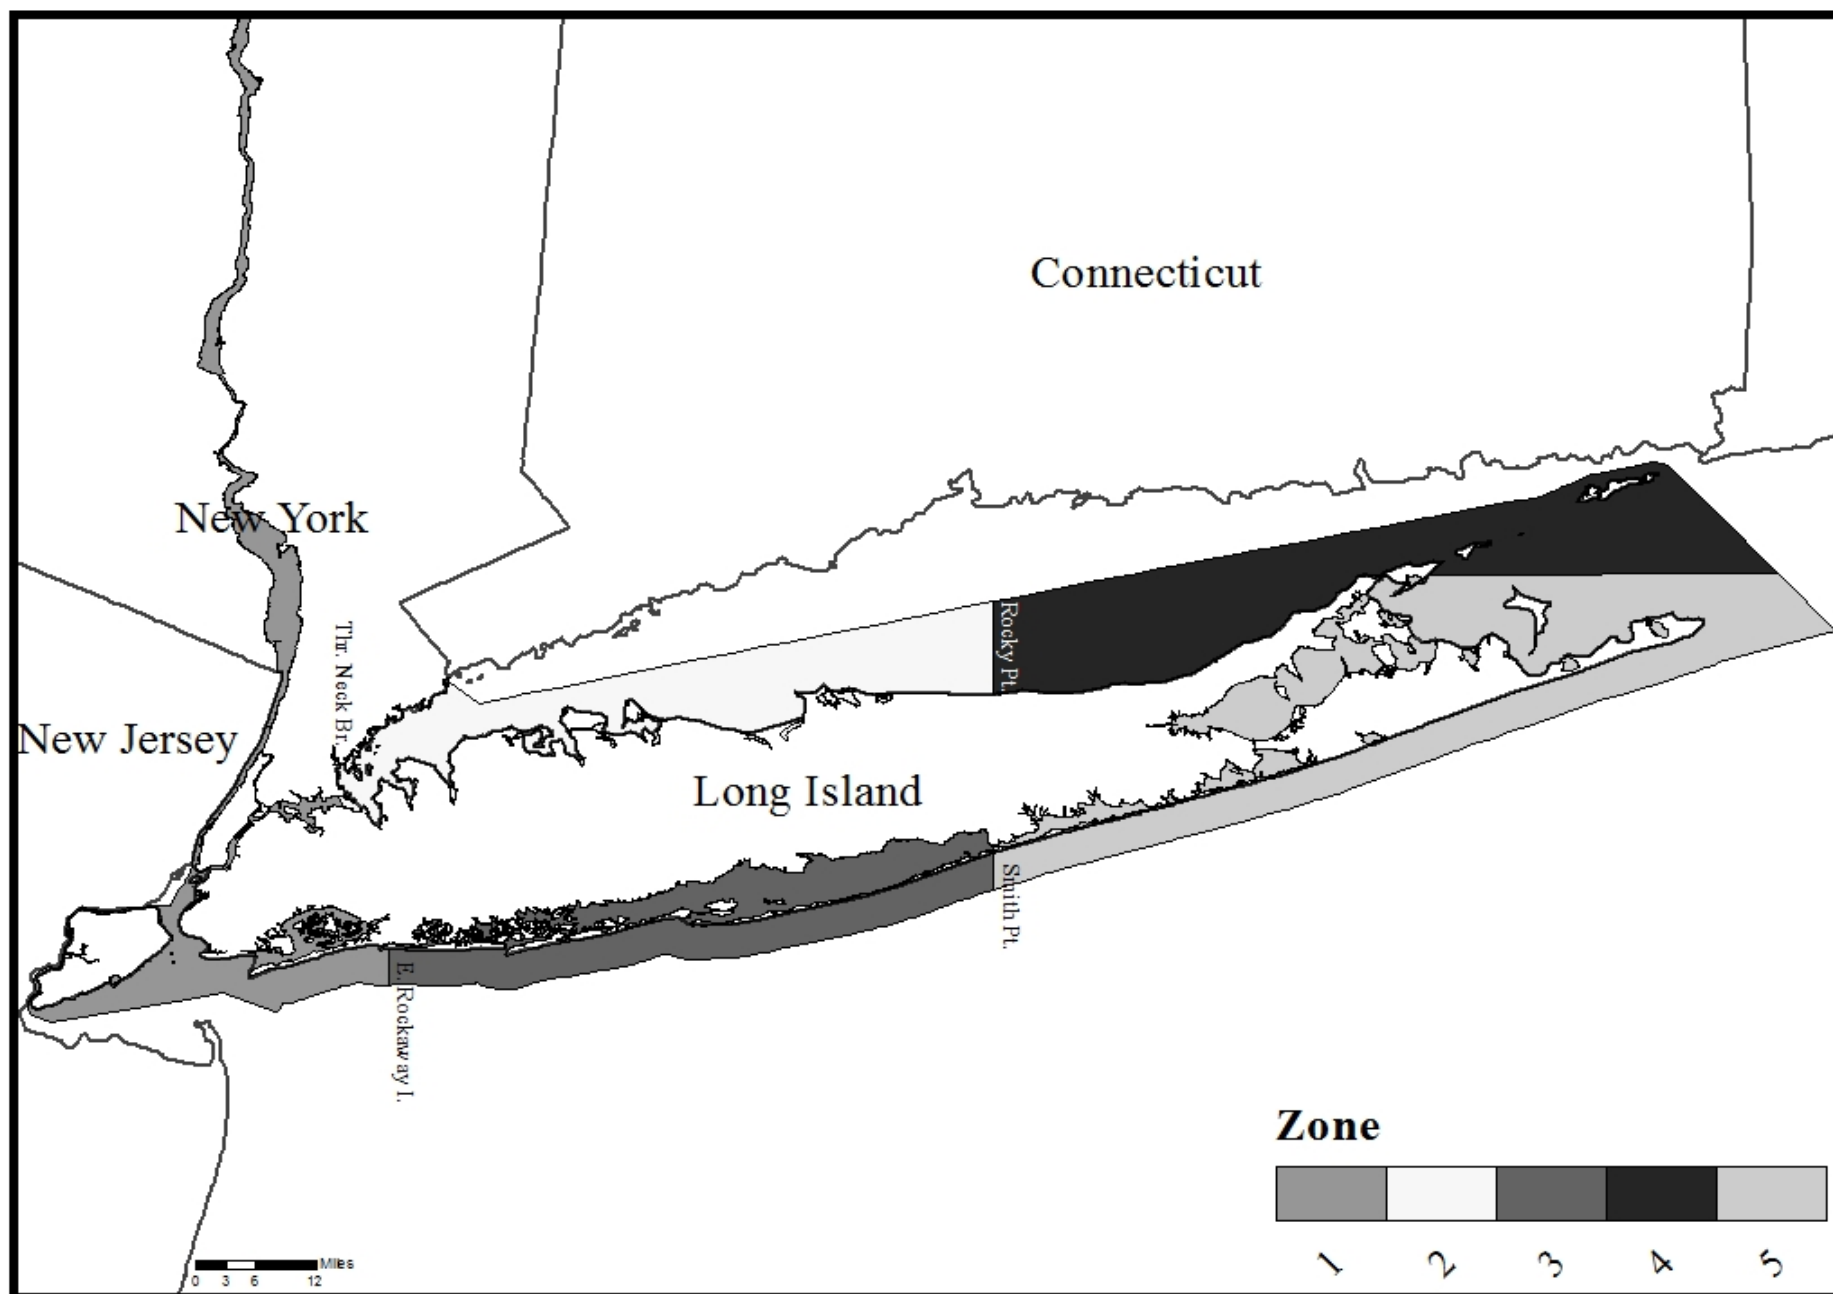 Connecticut
New York
Rocky Pt.
Thr. Neck Br.
New Jersey
Long Island
Smith Pt.
E. Rockaway I.
Zone
1 2 3 4 5
Miles
0 3 6 12